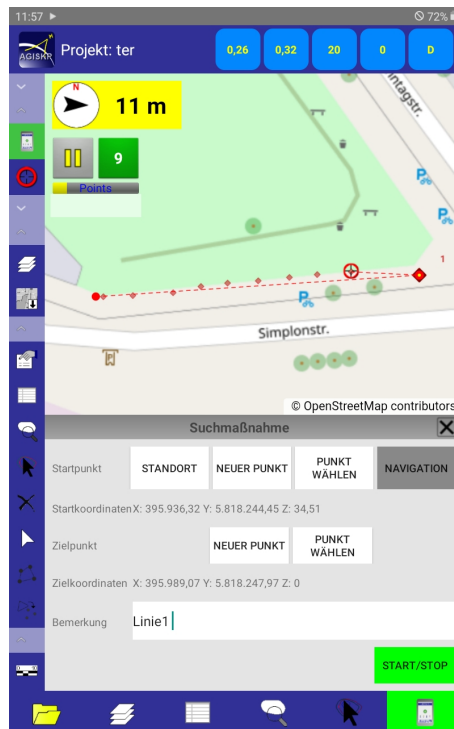 11:57
72%
AGISKR
Projekt: ter
0,26 0,32 20 0 D
N
11 m
9
Points
ntagstr.
P
P
1
P
Simplonstr.
© OpenStreetMap contributors
Suchmaßnahme
Startpunkt STANDORT NEUER PUNKT PUNKT WÄHLEN NAVIGATION
Startkoordinaten X: 395.936,32 Y: 5.818.244,45 Z: 34,51
Zielpunkt NEUER PUNKT PUNKT WÄHLEN
Zielkoordinaten X: 395.989,07 Y: 5.818.247,97 Z: 0
Bemerkung Linie1
START/STOP